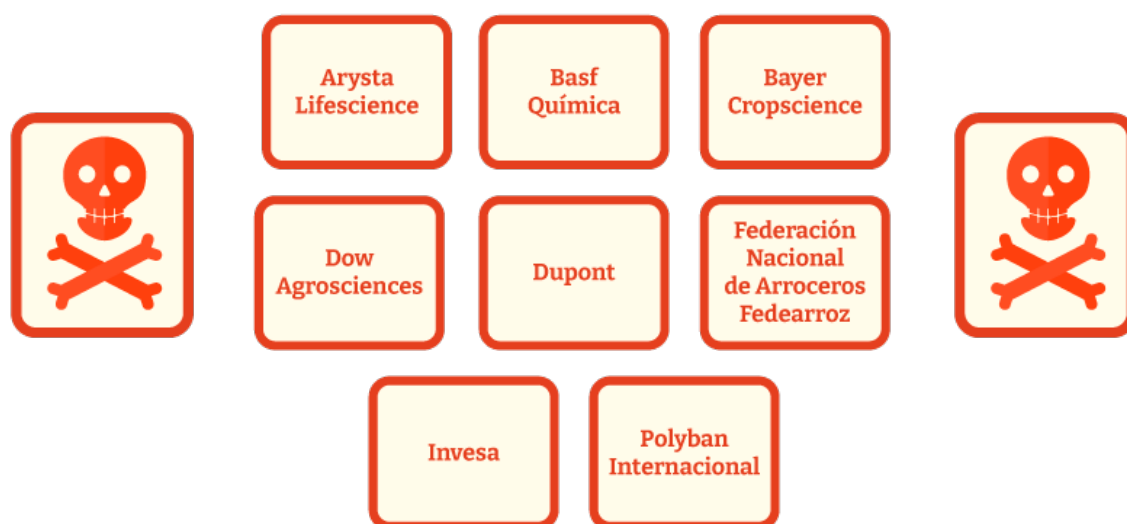 Arysta
Lifescience
Basf
Química
Bayer
Cropscience
Dow
Agrosciences
Dupont
Federación
Nacional
de Arroceros
Fedearroz
Invesa
Polyban
Internacional